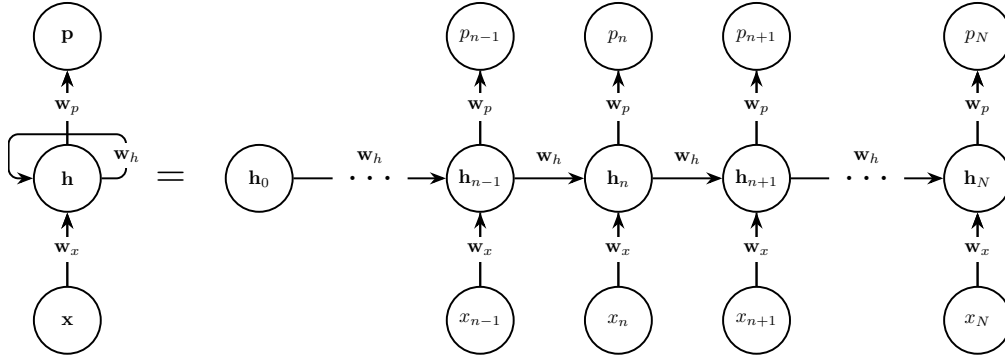 p p_{n−1} p_n p_{n+1} p_N
w_p w_p w_p w_p w_p
w_h w_h w_h w_h w_h
h = h_0 · · · h_{n−1} h_n h_{n+1} · · · h_N
w_x w_x w_x w_x w_x
x x_{n−1} x_n x_{n+1} x_N